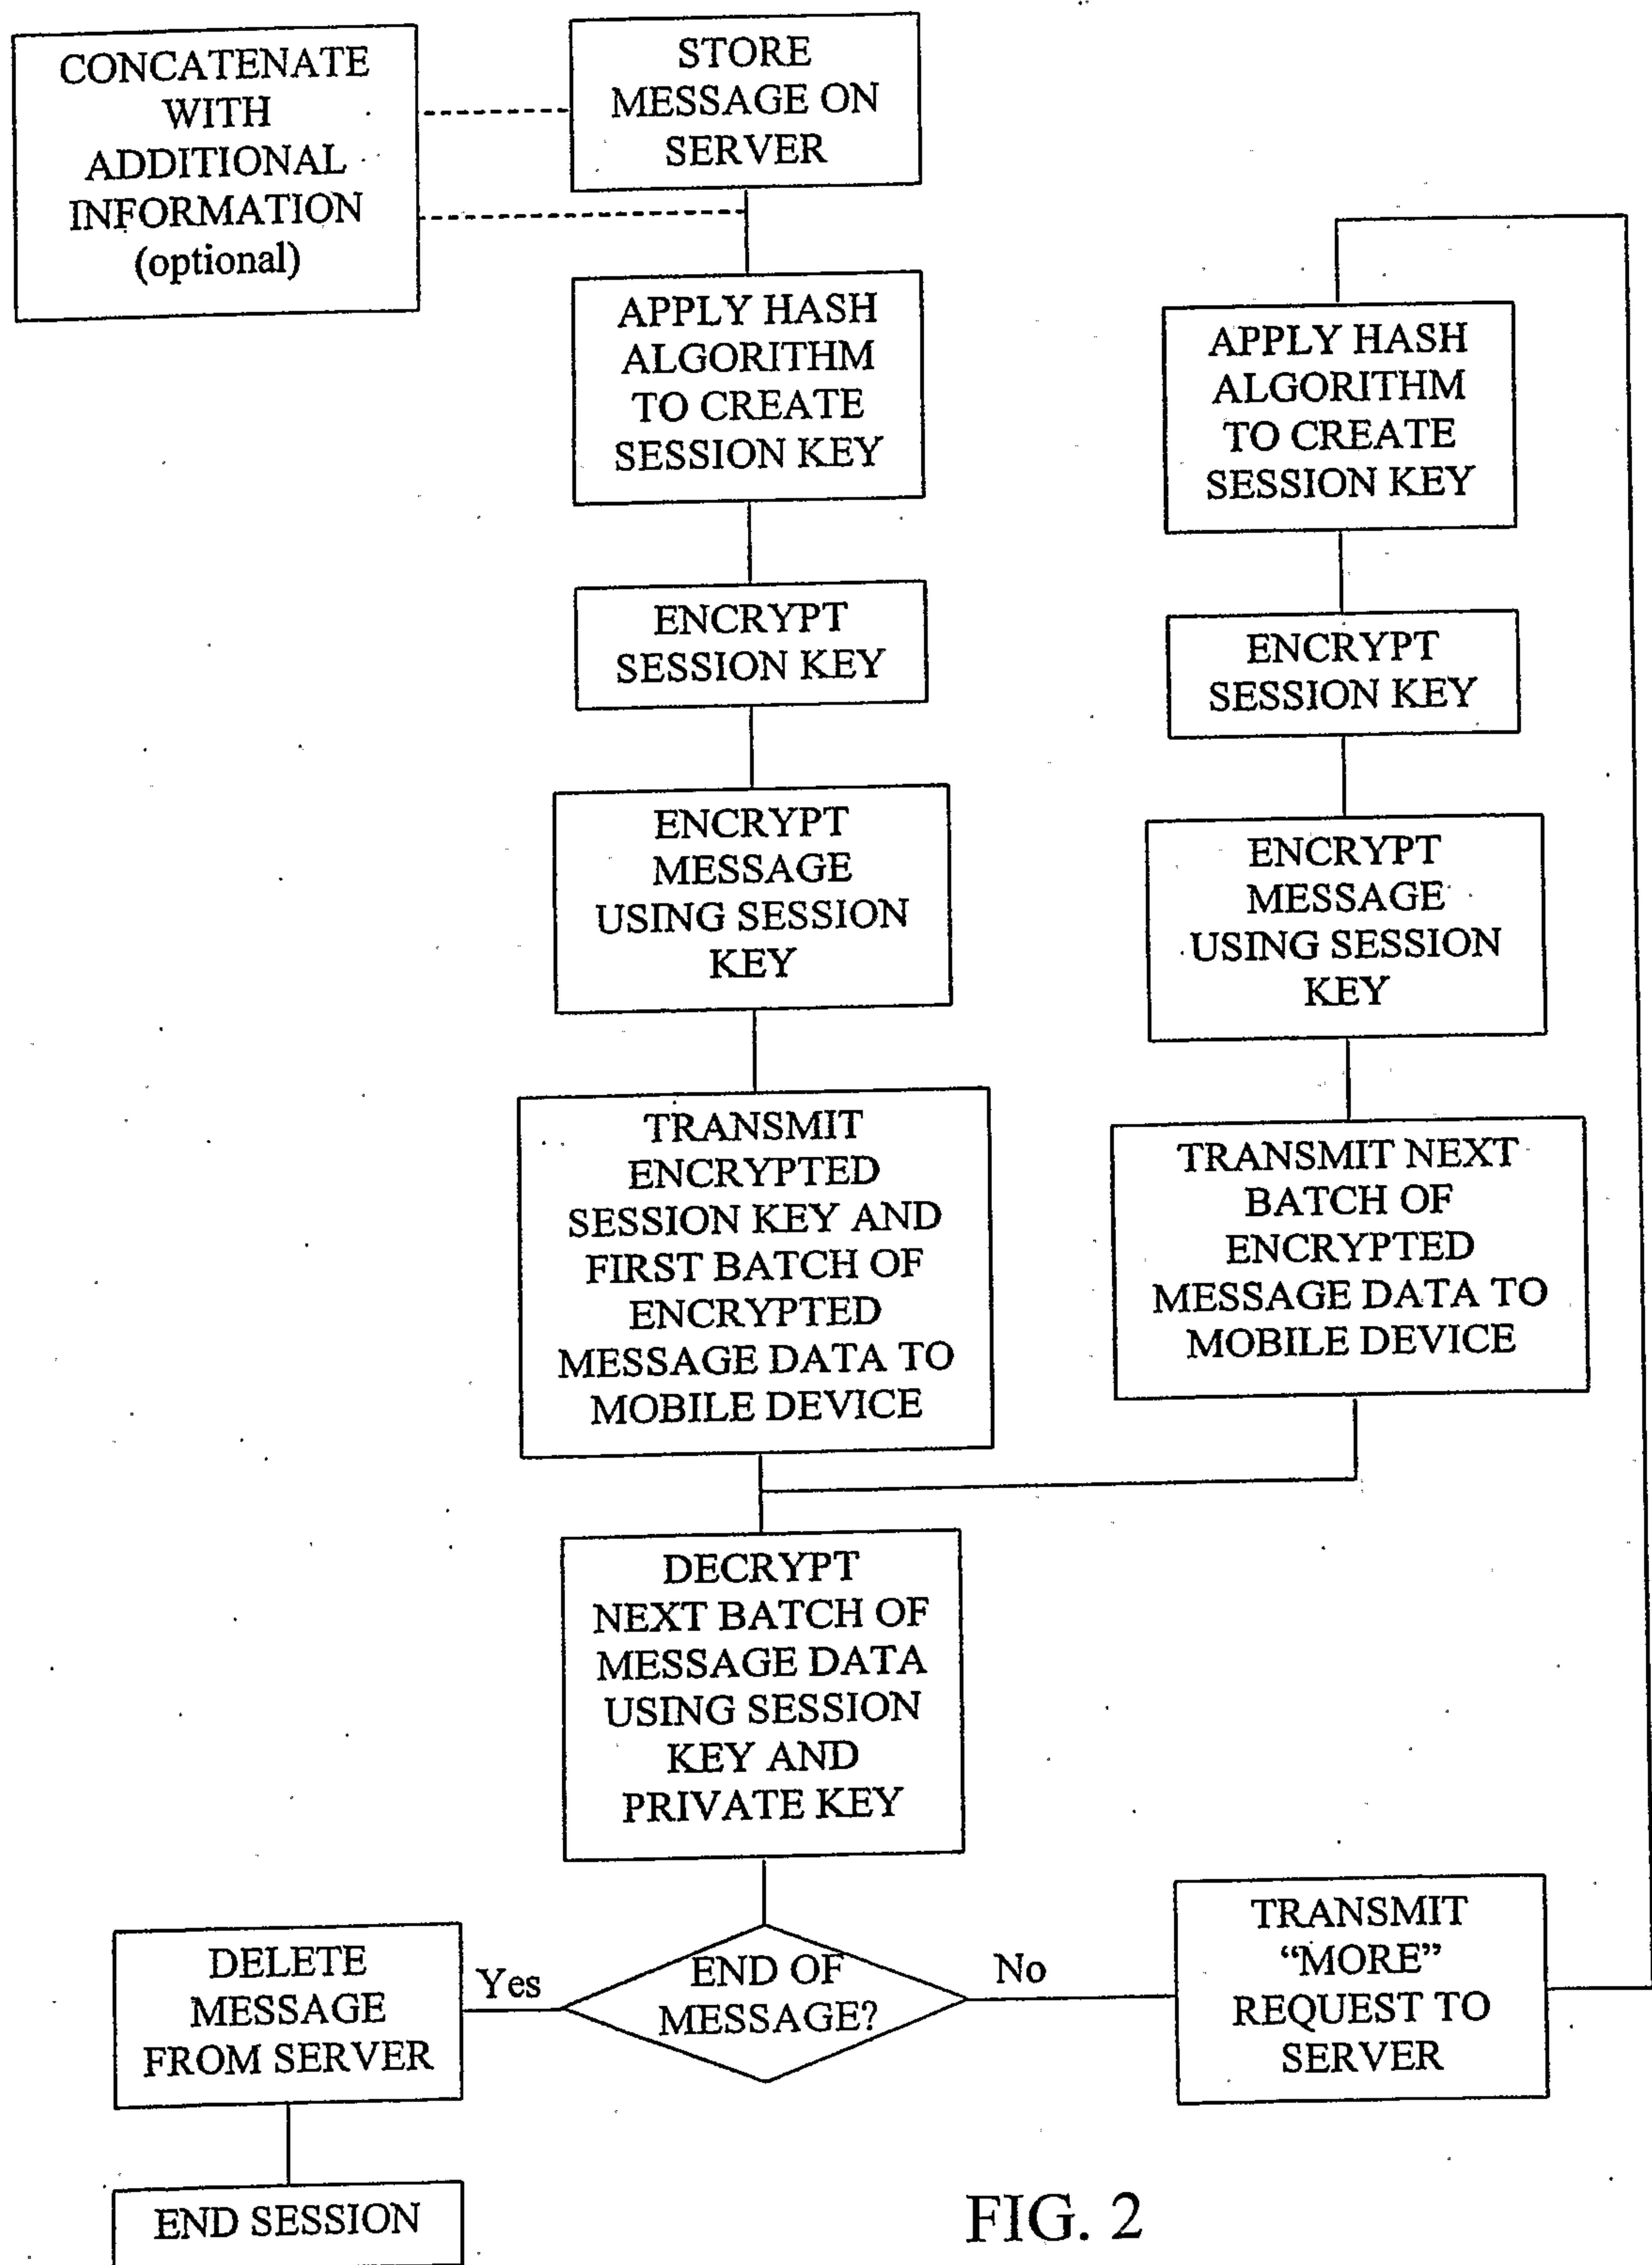 CONCATENATE
WITH
ADDITIONAL
INFORMATION
(optional)
STORE
MESSAGE ON
SERVER
APPLY HASH
ALGORITHM
TO CREATE
SESSION KEY
ENCRYPT
SESSION KEY
ENCRYPT
MESSAGE
USING SESSION
KEY
TRANSMIT
ENCRYPTED
SESSION KEY AND
FIRST BATCH OF
ENCRYPTED
MESSAGE DATA TO
MOBILE DEVICE
APPLY HASH
ALGORITHM
TO CREATE
SESSION KEY
ENCRYPT
SESSION KEY
ENCRYPT
MESSAGE
USING SESSION
KEY
TRANSMIT NEXT
BATCH OF
ENCRYPTED
MESSAGE DATA TO
MOBILE DEVICE
DECRYPT
NEXT BATCH OF
MESSAGE DATA
USING SESSION
KEY AND
PRIVATE KEY
END OF
MESSAGE?
Yes
No
DELETE
MESSAGE
FROM SERVER
TRANSMIT
“MORE”
REQUEST TO
SERVER
END SESSION
FIG. 2